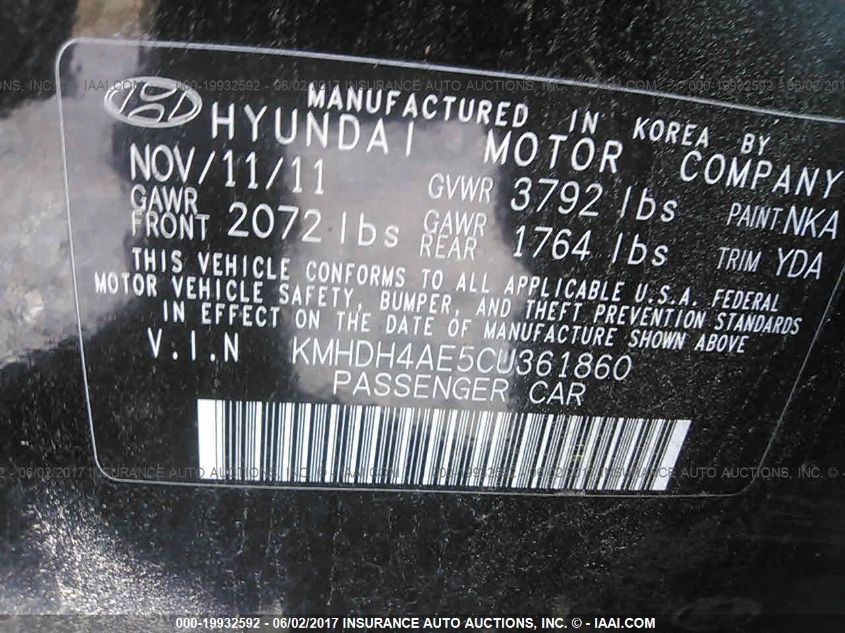 MANUFACTURED IN KOREA BY
HYUNDAI MOTOR COMPANY
NOV/11/11 GVWR 3792 lbs PAINT NKA
GAWR FRONT 2072 lbs GAWR REAR 1764 lbs TRIM YDA
THIS VEHICLE CONFORMS TO ALL APPLICABLE U.S.A. FEDERAL
MOTOR VEHICLE SAFETY, BUMPER, AND THEFT PREVENTION STANDARDS
IN EFFECT ON THE DATE OF MANUFACTURE SHOWN ABOVE
V.I.N KMHDH4AE5CU361860
PASSENGER CAR
000-19932592 - 06/02/2017 INSURANCE AUTO AUCTIONS, INC. © - IAAI.COM